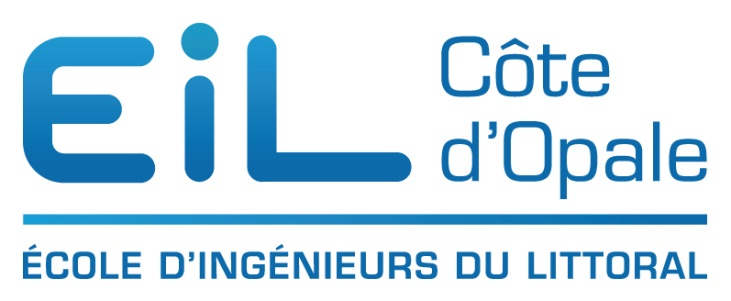 EiL
Côte
d'Opale
ÉCOLE D'INGÉNIEURS DU LITTORAL